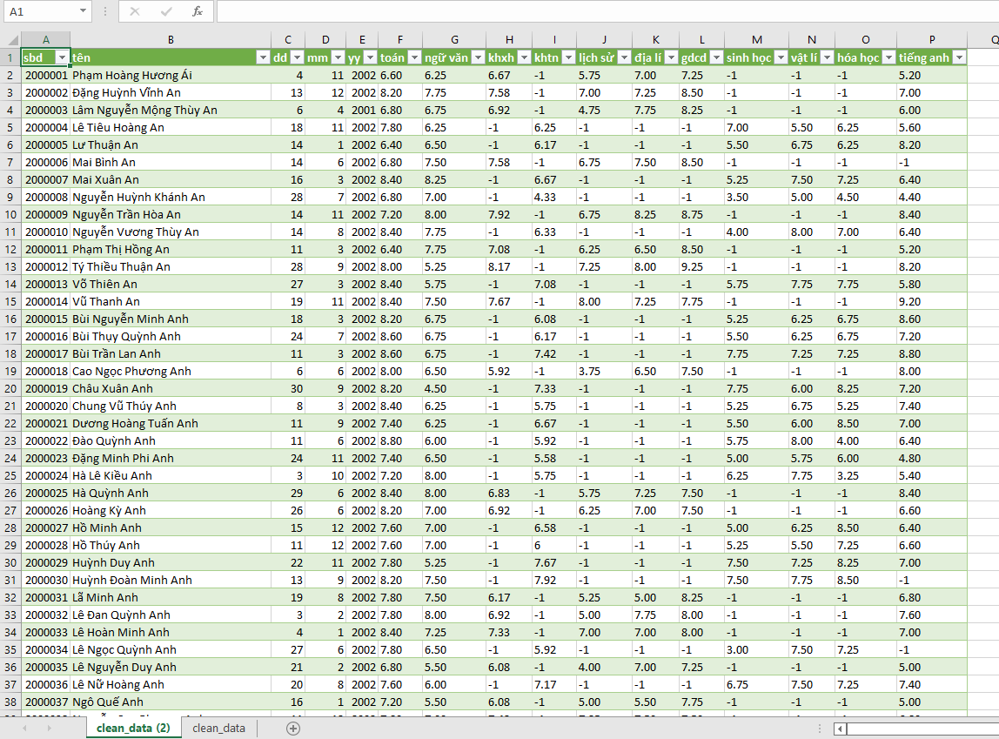 A1
fx
A B C D E F G H I J K L M N O P Q
1 sbd tên dd mm yy toán ngữ văn khxh khtn lịch sử địa lí gdcd sinh học vật lí hóa học tiếng anh
2 2000001 Phạm Hoàng Hương Ái 4 11 2002 6.60 6.25 6.67 -1 5.75 7.00 7.25 -1 -1 -1 5.20
3 2000002 Đặng Huỳnh Vĩnh An 13 12 2002 8.20 7.75 7.58 -1 7.00 7.25 8.50 -1 -1 -1 7.00
4 2000003 Lâm Nguyễn Mộng Thùy An 6 4 2001 6.80 6.75 6.92 -1 4.75 7.75 8.25 -1 -1 -1 6.00
5 2000004 Lê Tiêu Hoàng An 18 11 2002 7.80 6.25 -1 6.25 -1 -1 -1 7.00 5.50 6.25 5.60
6 2000005 Lư Thuận An 14 1 2002 6.40 6.50 -1 6.17 -1 -1 -1 5.50 6.75 6.25 8.20
7 2000006 Mai Bình An 14 6 2002 6.80 7.50 7.58 -1 6.75 7.50 8.50 -1 -1 -1 -1
8 2000007 Mai Xuân An 16 3 2002 8.40 8.25 -1 6.67 -1 -1 -1 5.25 7.50 7.25 6.40
9 2000008 Nguyễn Huỳnh Khánh An 28 7 2002 6.80 7.00 -1 4.33 -1 -1 -1 3.50 5.00 4.50 4.40
10 2000009 Nguyễn Trần Hòa An 14 11 2002 7.20 8.00 7.92 -1 6.75 8.25 8.75 -1 -1 -1 8.40
11 2000010 Nguyễn Vương Thùy An 14 8 2002 8.40 7.75 -1 6.33 -1 -1 -1 4.00 8.00 7.00 6.40
12 2000011 Phạm Thị Hồng An 11 3 2002 6.40 7.75 7.08 -1 6.25 6.50 8.50 -1 -1 -1 5.20
13 2000012 Tý Thiều Thuận An 28 9 2002 8.00 5.25 8.17 -1 7.25 8.00 9.25 -1 -1 -1 8.20
14 2000013 Võ Thiên An 27 3 2002 8.40 5.75 -1 7.08 -1 -1 -1 5.75 7.75 7.75 5.80
15 2000014 Vũ Thanh An 19 11 2002 8.40 7.50 7.67 -1 8.00 7.25 7.75 -1 -1 -1 9.20
16 2000015 Bùi Nguyễn Minh Anh 18 3 2002 8.20 6.75 -1 6.08 -1 -1 -1 5.25 6.25 6.75 8.60
17 2000016 Bùi Thụy Quỳnh Anh 24 7 2002 8.60 6.75 -1 6.17 -1 -1 -1 5.50 6.25 6.75 7.20
18 2000017 Bùi Trần Lan Anh 11 3 2002 8.60 6.75 -1 7.42 -1 -1 -1 7.75 7.25 7.25 8.80
19 2000018 Cao Ngọc Phương Anh 6 6 2002 8.00 6.50 5.92 -1 3.75 6.50 7.50 -1 -1 -1 8.00
20 2000019 Châu Xuân Anh 30 9 2002 8.20 4.50 -1 7.33 -1 -1 -1 7.75 6.00 8.25 7.20
21 2000020 Chung Vũ Thúy Anh 8 3 2002 8.40 6.25 -1 5.75 -1 -1 -1 5.25 6.75 5.25 7.40
22 2000021 Dương Hoàng Tuấn Anh 11 9 2002 7.40 6.25 -1 6.67 -1 -1 -1 5.50 6.00 8.50 7.00
23 2000022 Đào Quỳnh Anh 11 6 2002 8.80 6.00 -1 5.92 -1 -1 -1 5.75 8.00 4.00 6.40
24 2000023 Đặng Minh Phi Anh 24 11 2002 7.40 6.50 -1 5.58 -1 -1 -1 5.00 5.75 6.00 4.80
25 2000024 Hà Lê Kiều Anh 3 10 2002 7.20 8.00 -1 5.75 -1 -1 -1 6.25 7.75 3.25 5.40
26 2000025 Hà Quỳnh Anh 29 6 2002 8.40 8.00 6.83 -1 5.75 7.25 7.50 -1 -1 -1 8.40
27 2000026 Hoàng Kỳ Anh 26 6 2002 8.20 7.00 6.92 -1 6.25 7.00 7.50 -1 -1 -1 6.60
28 2000027 Hồ Minh Anh 15 12 2002 7.60 7.00 -1 6.58 -1 -1 -1 5.00 6.25 8.50 6.40
29 2000028 Hồ Thúy Anh 11 12 2002 7.60 7.00 -1 6 -1 -1 -1 5.25 5.50 7.25 6.60
30 2000029 Huỳnh Duy Anh 22 11 2002 7.80 5.25 -1 7.67 -1 -1 -1 7.50 7.25 8.25 7.00
31 2000030 Huỳnh Đoàn Minh Anh 13 9 2002 8.20 7.50 -1 7.92 -1 -1 -1 7.50 7.75 8.50 -1
32 2000031 Lã Minh Anh 19 8 2002 7.80 7.50 6.17 -1 5.25 5.00 8.25 -1 -1 -1 6.80
33 2000032 Lê Đan Quỳnh Anh 3 2 2002 7.80 8.00 6.92 -1 5.00 7.75 8.00 -1 -1 -1 7.60
34 2000033 Lê Hoàn Minh Anh 4 1 2002 8.40 7.25 7.33 -1 7.00 7.00 8.00 -1 -1 -1 7.00
35 2000034 Lê Ngọc Quỳnh Anh 27 6 2002 7.80 6.50 -1 5.92 -1 -1 -1 3.00 7.50 7.25 -1
36 2000035 Lê Nguyễn Duy Anh 21 2 2002 6.80 5.50 6.08 -1 4.00 7.00 7.25 -1 -1 -1 5.00
37 2000036 Lê Nữ Hoàng Anh 20 8 2002 7.60 6.00 -1 7.17 -1 -1 -1 6.75 7.50 7.25 7.40
38 2000037 Ngô Quế Anh 16 1 2002 7.20 5.50 6.08 -1 5.00 5.50 7.75 -1 -1 -1 5.00
clean_data (2) clean_data